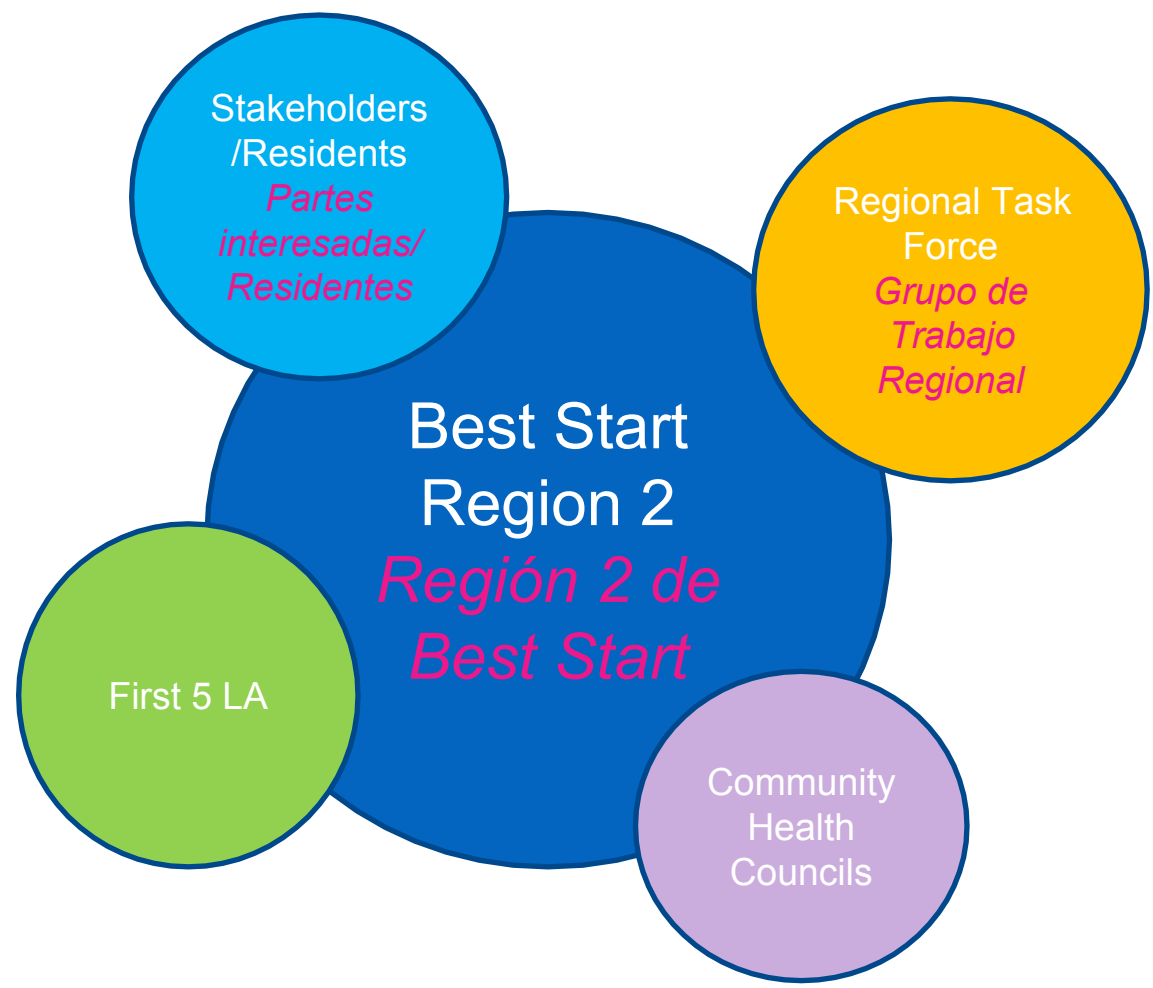 Stakeholders
/Residents
Partes
interesadas/
Residentes
Regional Task
Force
Grupo de
Trabajo
Regional
Best Start
Region 2
Región 2 de
Best Start
First 5 LA
Community
Health
Councils